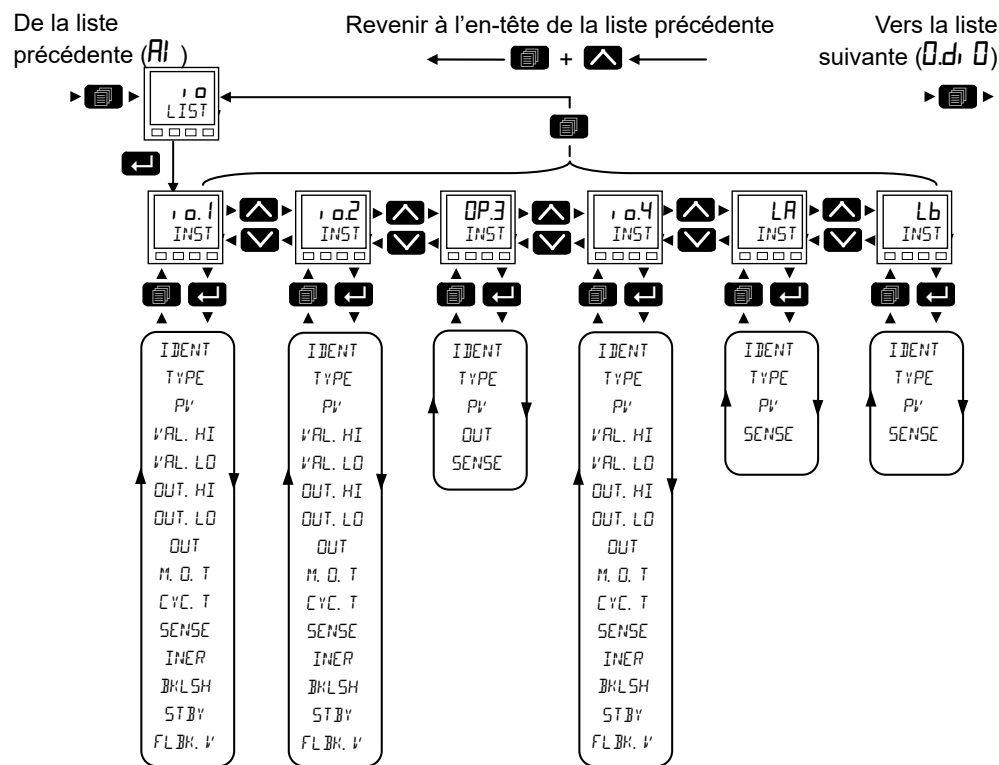 De la liste
précédente (AI )
Revenir à l'en-tête de la liste précédente
+
Vers la liste
suivante (O.di O)
io
LIST
io.1
INST
io.2
INST
OP.3
INST
io.4
INST
LA
INST
Lb
INST
IDENT
TYPE
PV
VAL. HI
VAL. LO
OUT. HI
OUT. LO
OUT
M. O. T
CYC. T
SENSE
INER
BKLSH
STBY
FLBK. V
IDENT
TYPE
PV
VAL. HI
VAL. LO
OUT. HI
OUT. LO
OUT
M. O. T
CYC. T
SENSE
INER
BKLSH
STBY
FLBK. V
IDENT
TYPE
PV
OUT
SENSE
IDENT
TYPE
PV
VAL. HI
VAL. LO
OUT. HI
OUT. LO
OUT
M. O. T
CYC. T
SENSE
INER
BKLSH
STBY
FLBK. V
IDENT
TYPE
PV
SENSE
IDENT
TYPE
PV
SENSE